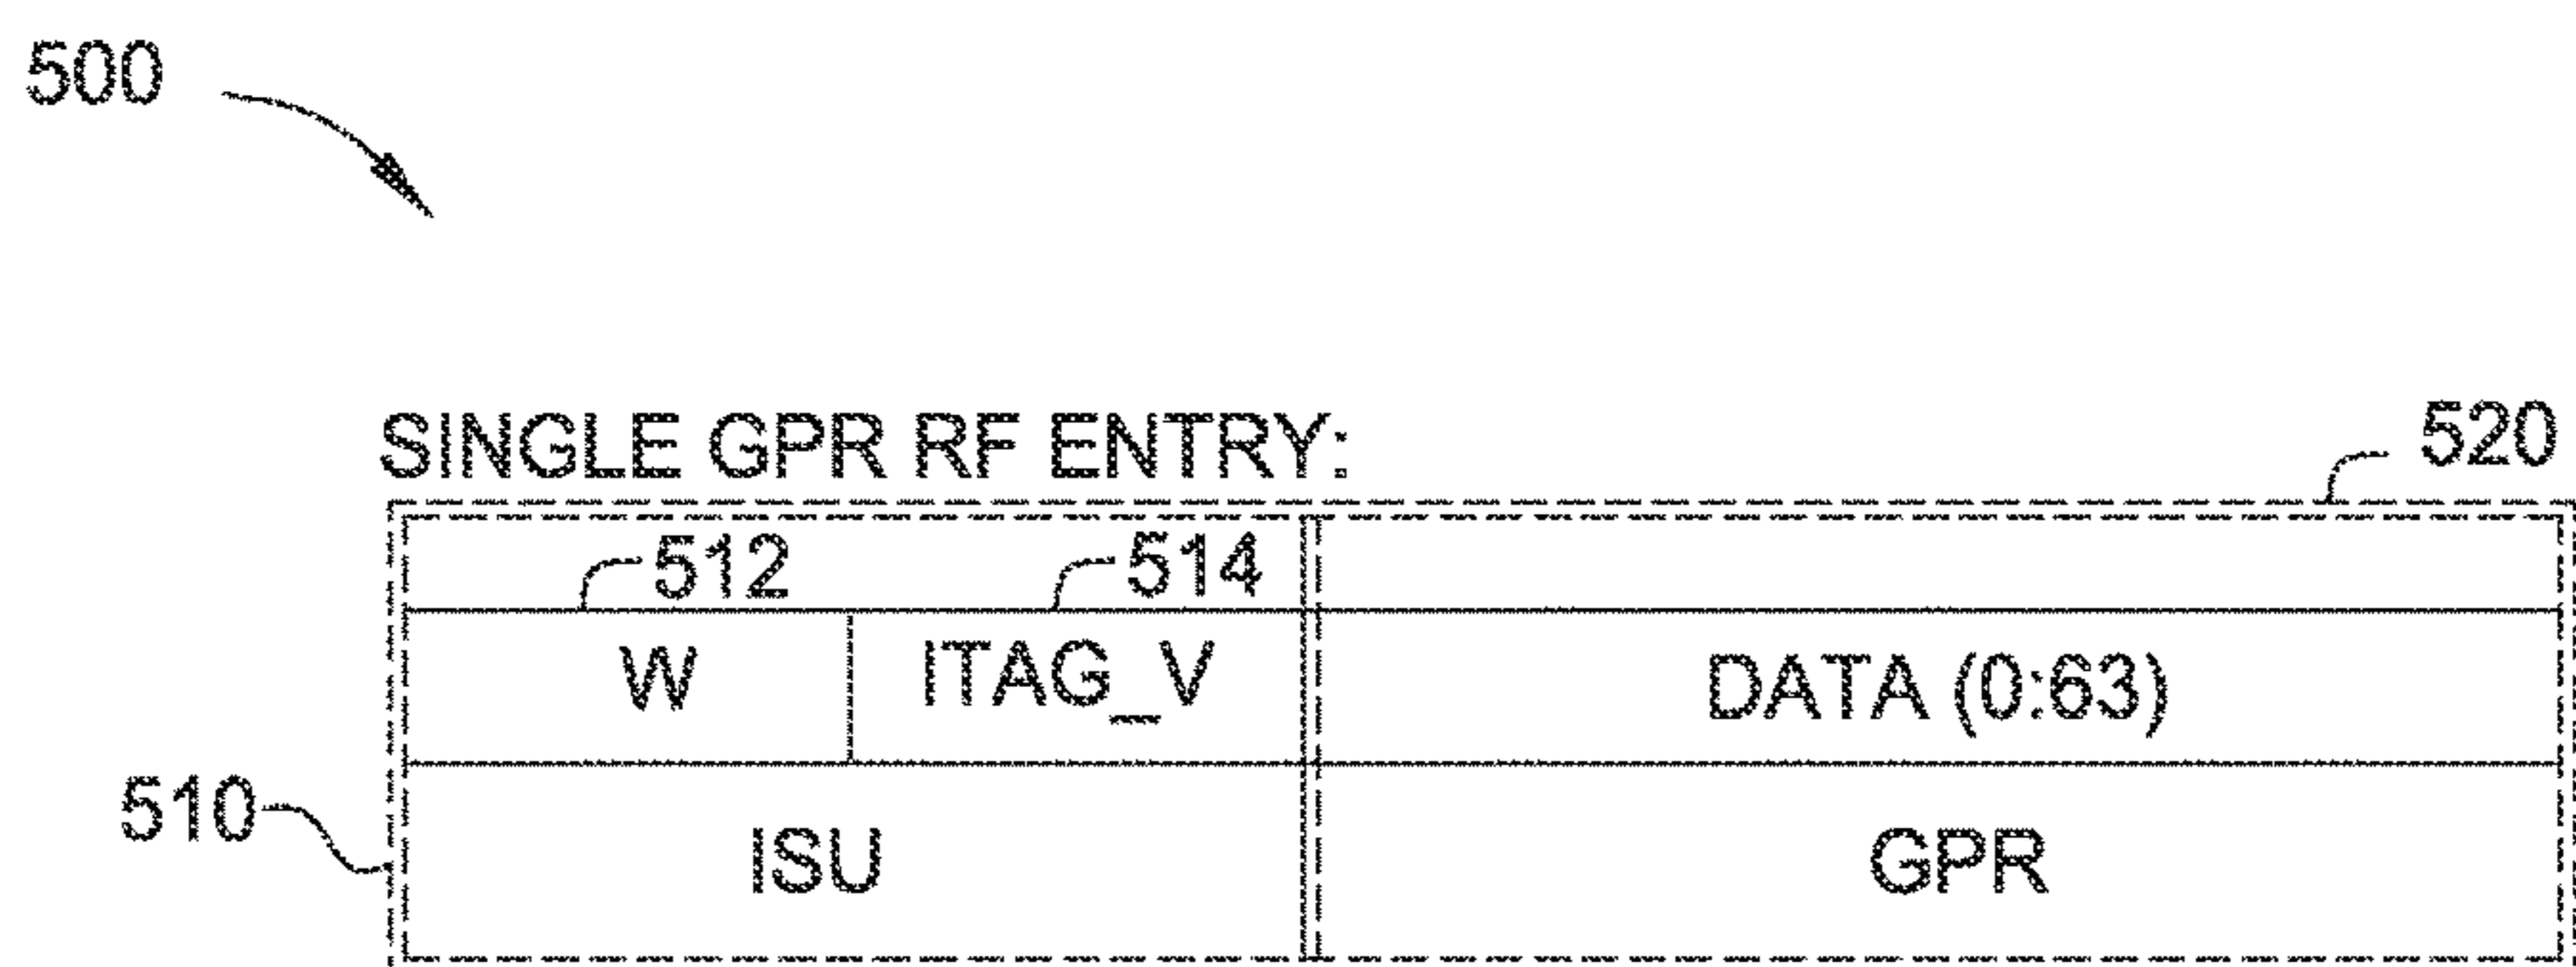 500
SINGLE GPR RF ENTRY:
520
512 514
W ITAG_V DATA (0:63)
510
ISU GPR